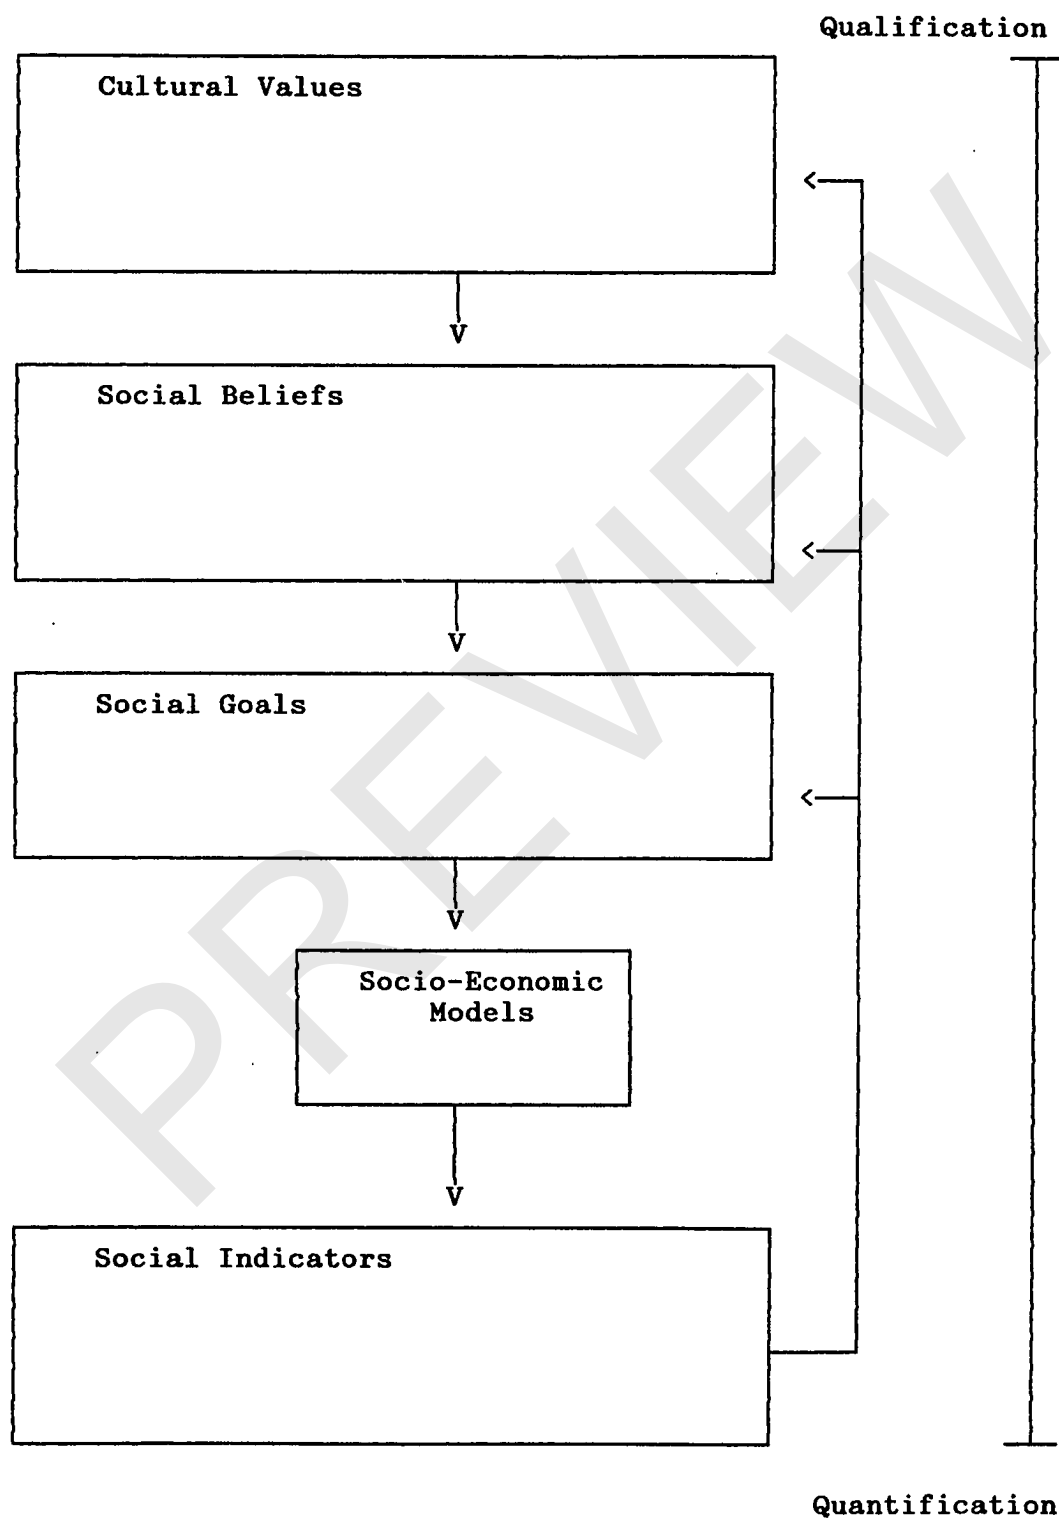 Qualification
Cultural Values
Social Beliefs
Social Goals
Socio-Economic
Models
Social Indicators
Quantification
PREVIEW